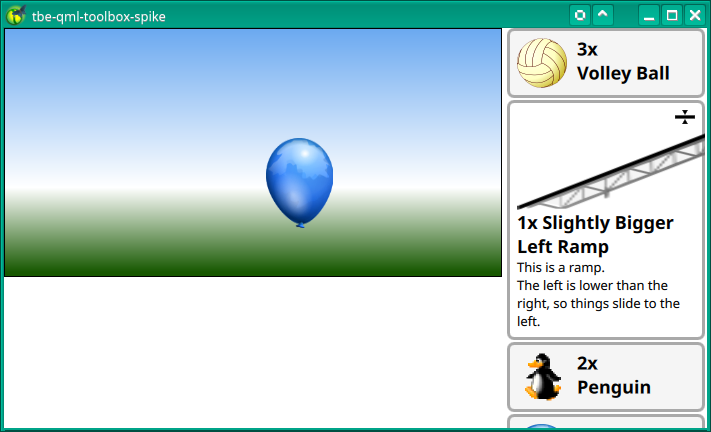 tbe-qml-toolbox-spike
3x
Volley Ball
1x Slightly Bigger
Left Ramp
This is a ramp.
The left is lower than the
right, so things slide to the
left.
2x
Penguin